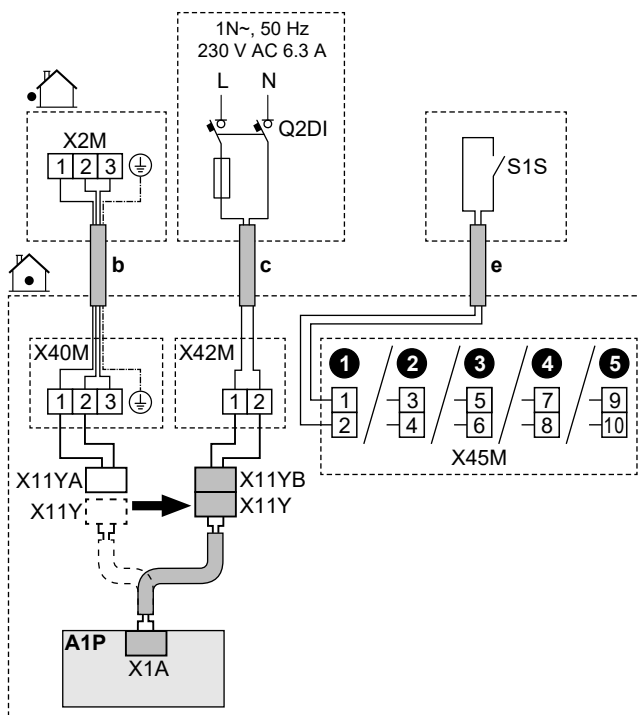 1N~, 50 Hz
230 V AC 6.3 A
L N
Q2DI
X2M
1 2 3
S1S
b
c
e
X40M
1 2 3
X42M
1 2
1 2 3 4 5
1 3 5 7 9
2 4 6 8 10
X45M
X11YA
X11YB
X11Y
X11Y
A1P
X1A